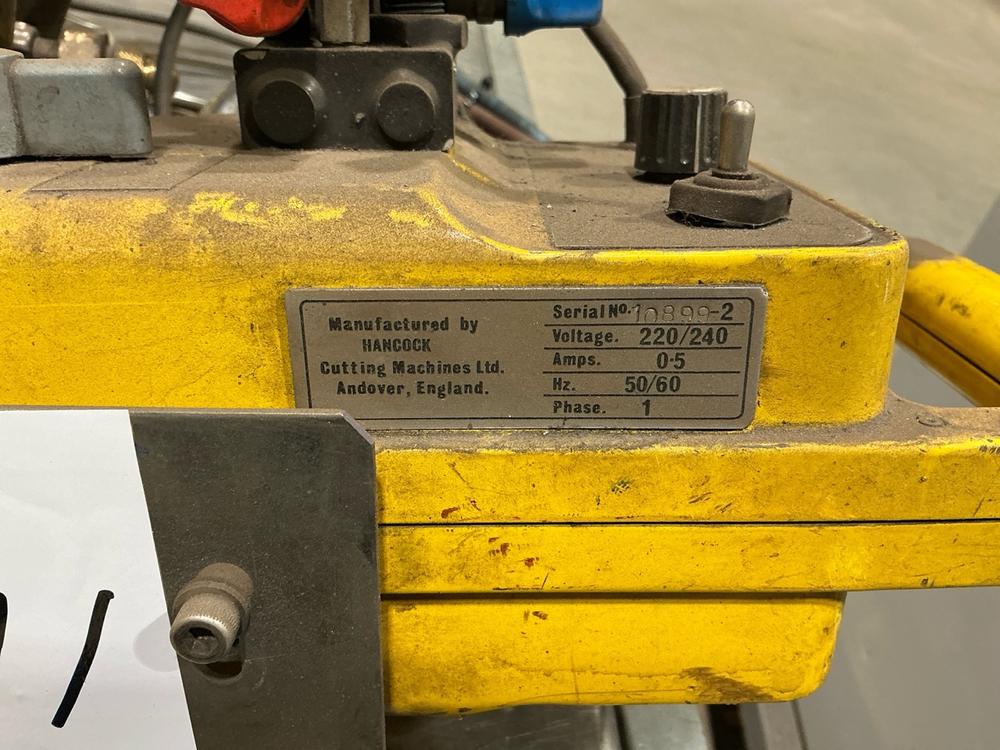 Manufactured by
HANCOCK
Cutting Machines Ltd.
Andover, England.
Serial Nº. 10899-2
Voltage. 220/240
Amps. 0·5
Hz. 50/60
Phase. 1